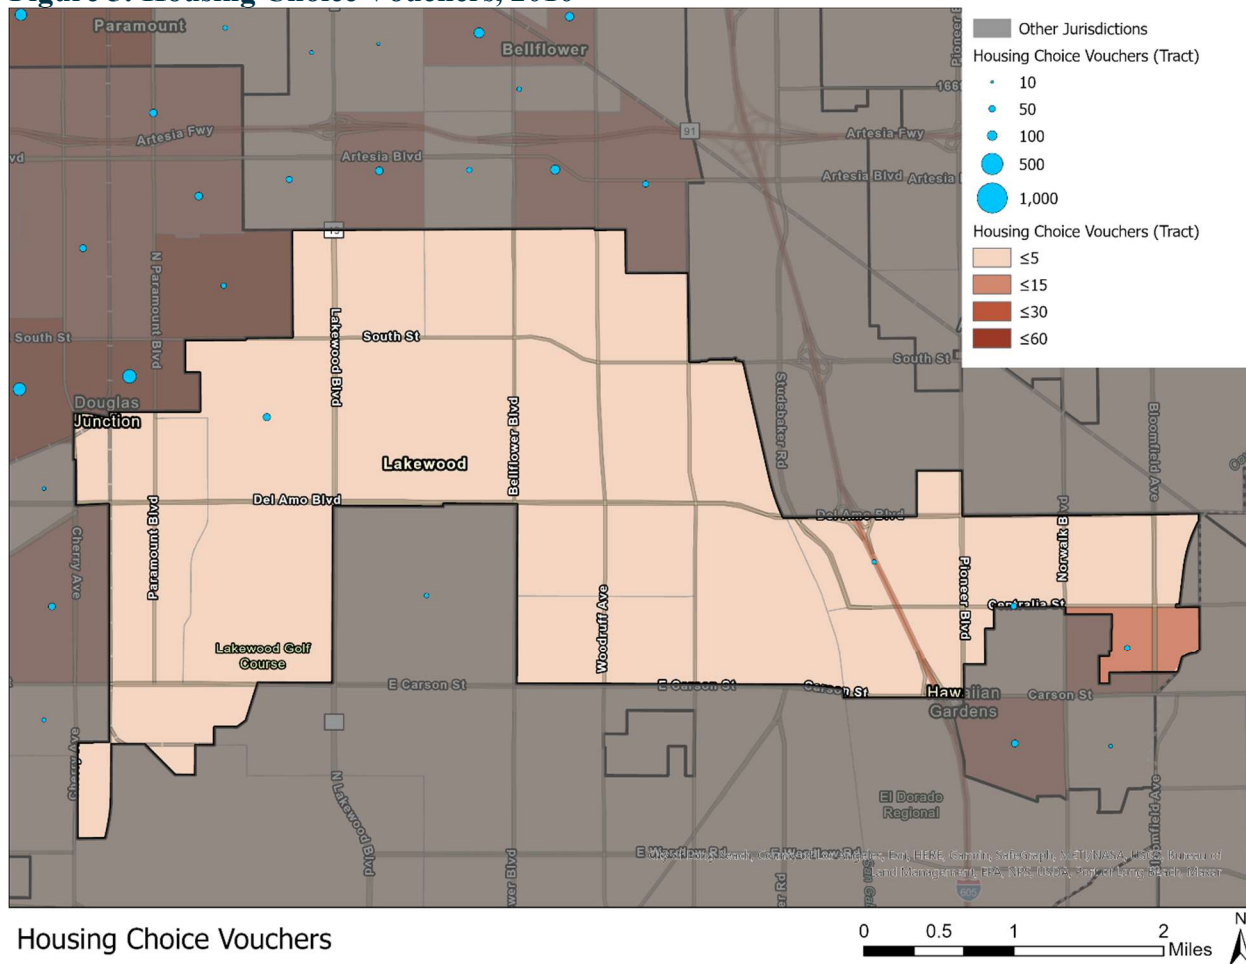 Paramount
Bellflower
Artesia Fwy
91
Artesia Fwy
Artesia Blvd
Artesia Blvd
Other Jurisdictions
Housing Choice Vouchers (Tract)
10
50
100
500
1,000
Housing Choice Vouchers (Tract)
≤5
≤15
≤30
≤60
N Paramount Blvd
South St
Lakewood Blvd
South St
South St
Studebaker Rd
Douglas
Junction
Lakewood
Bellflower Blvd
Bloomfield Ave
Del Amo Blvd
Del Amo Blvd
Cherry Ave
Paramount Blvd
Woodruff Ave
Pioneer Blvd
Centralia St
Lakewood Golf
Course
E Carson St
E Carson St
Carson St
Carson St
Hawaiian
Gardens
Cherry Ave
N Lakewood Blvd
El Dorado
Regional
605
Housing Choice Vouchers
0 0.5 1 2
Miles
N